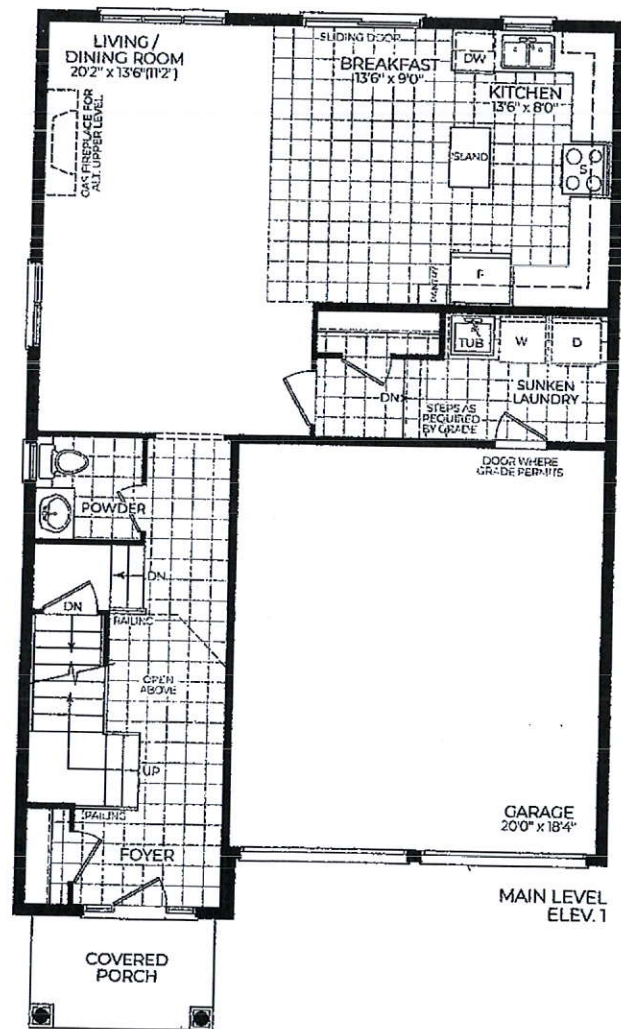 LIVING /
DINING ROOM
20'2" x 13'6"(11'2")
GAS FIREPLACE FOR
ALT. UPPER LEVEL
SLIDING DOOR
BREAKFAST
13'6" x 9'0"
DW
KITCHEN
13'6" x 8'0"
ISLAND
S
PANTRY
F
TUB
W
D
SUNKEN
LAUNDRY
DN
STEPS AS
REQUIRED
BY GRADE
DOOR WHERE
GRADE PERMITS
POWDER
DN
DN
RAILING
OPEN
ABOVE
UP
RAILING
FOYER
GARAGE
20'0" x 18'4"
MAIN LEVEL
ELEV. 1
COVERED
PORCH